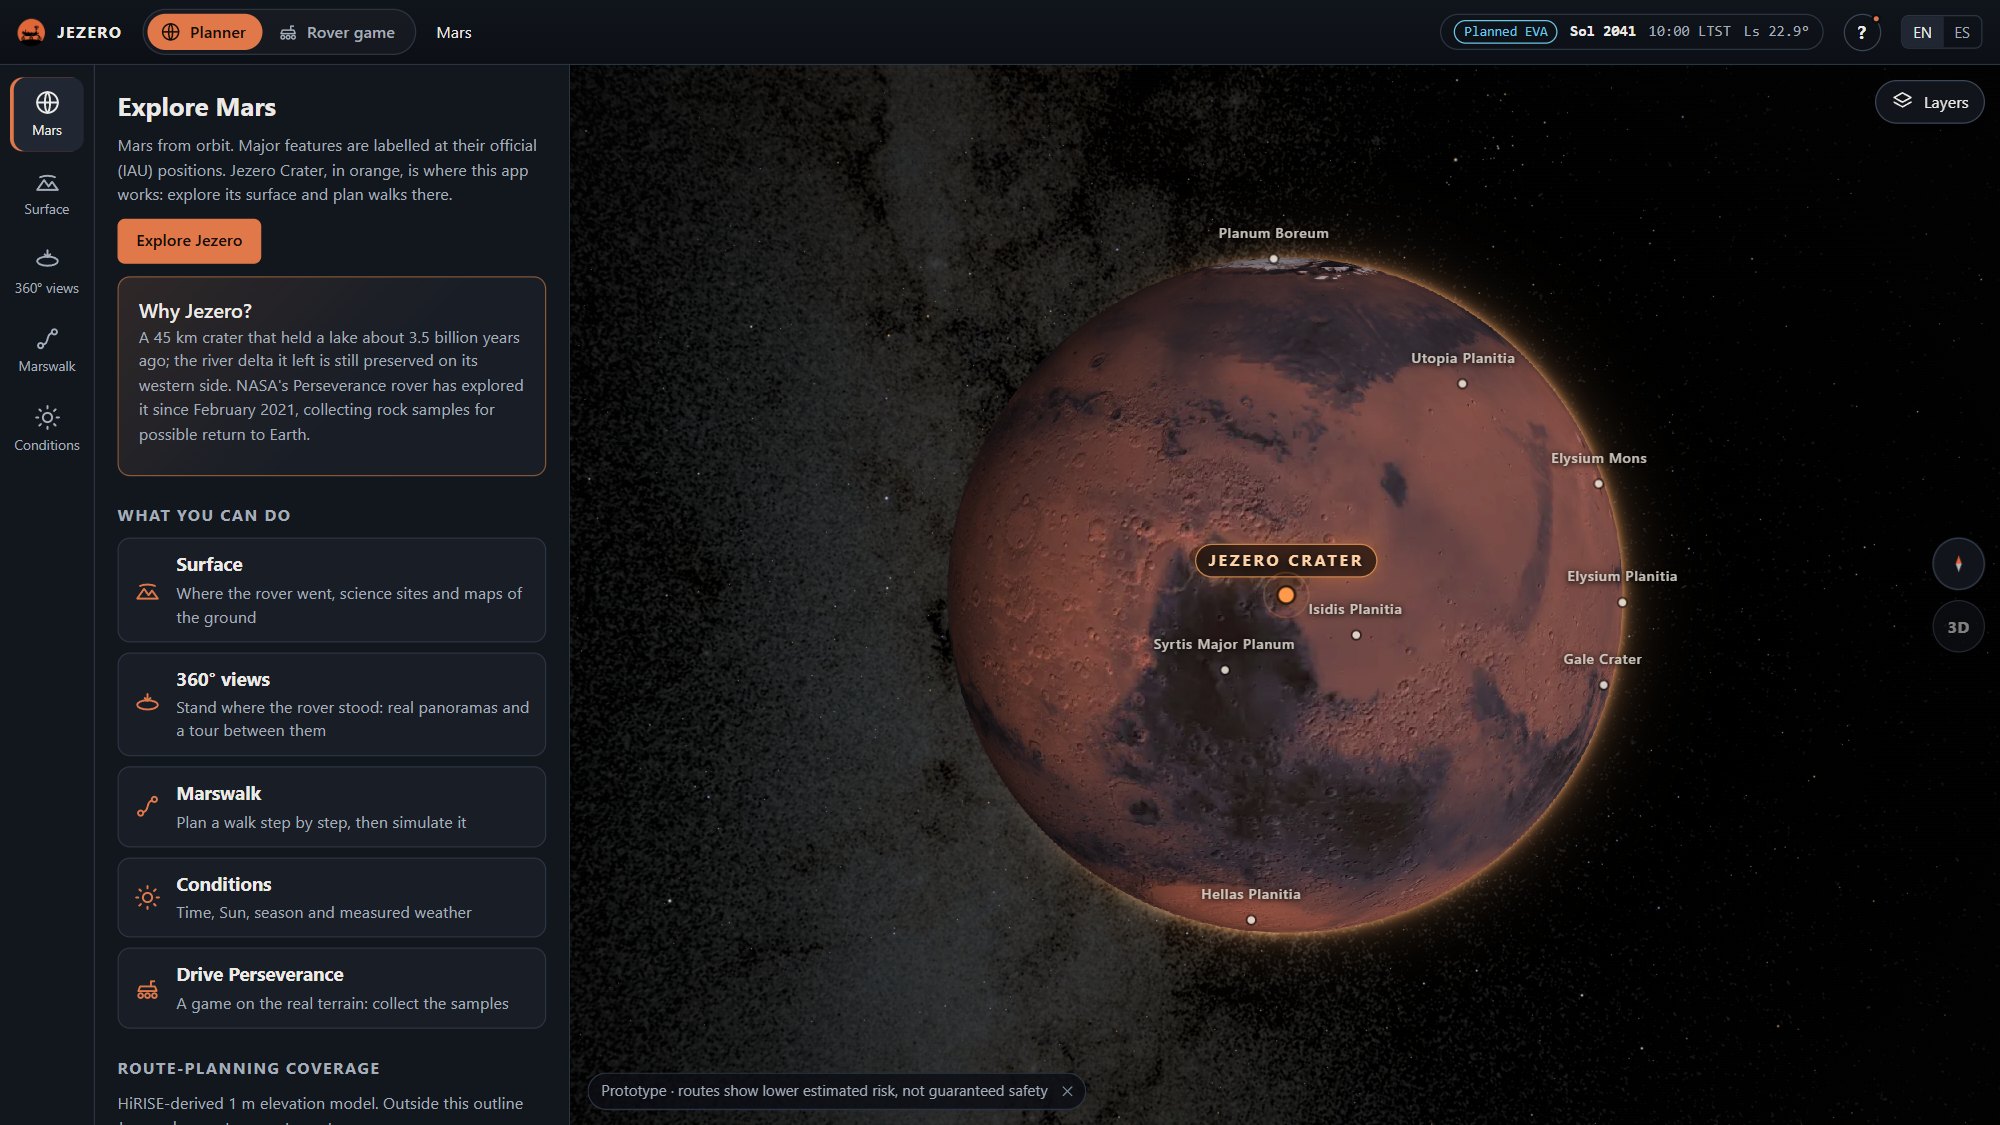 JEZERO
Planner
Rover game
Mars
Planned EVA Sol 2041 10:00 LTST Ls 22.9°
?
EN ES
Mars
Surface
360° views
Marswalk
Conditions
Explore Mars
Mars from orbit. Major features are labelled at their official
(IAU) positions. Jezero Crater, in orange, is where this app
works: explore its surface and plan walks there.
Explore Jezero
Why Jezero?
A 45 km crater that held a lake about 3.5 billion years
ago; the river delta it left is still preserved on its
western side. NASA's Perseverance rover has explored
it since February 2021, collecting rock samples for
possible return to Earth.
WHAT YOU CAN DO
Surface
Where the rover went, science sites and maps of
the ground
360° views
Stand where the rover stood: real panoramas and
a tour between them
Marswalk
Plan a walk step by step, then simulate it
Conditions
Time, Sun, season and measured weather
Drive Perseverance
A game on the real terrain: collect the samples
ROUTE-PLANNING COVERAGE
HiRISE-derived 1 m elevation model. Outside this outline
Layers
Planum Boreum
Utopia Planitia
Elysium Mons
JEZERO CRATER
Elysium Planitia
Isidis Planitia
Syrtis Major Planum
Gale Crater
Hellas Planitia
3D
Prototype · routes show lower estimated risk, not guaranteed safety